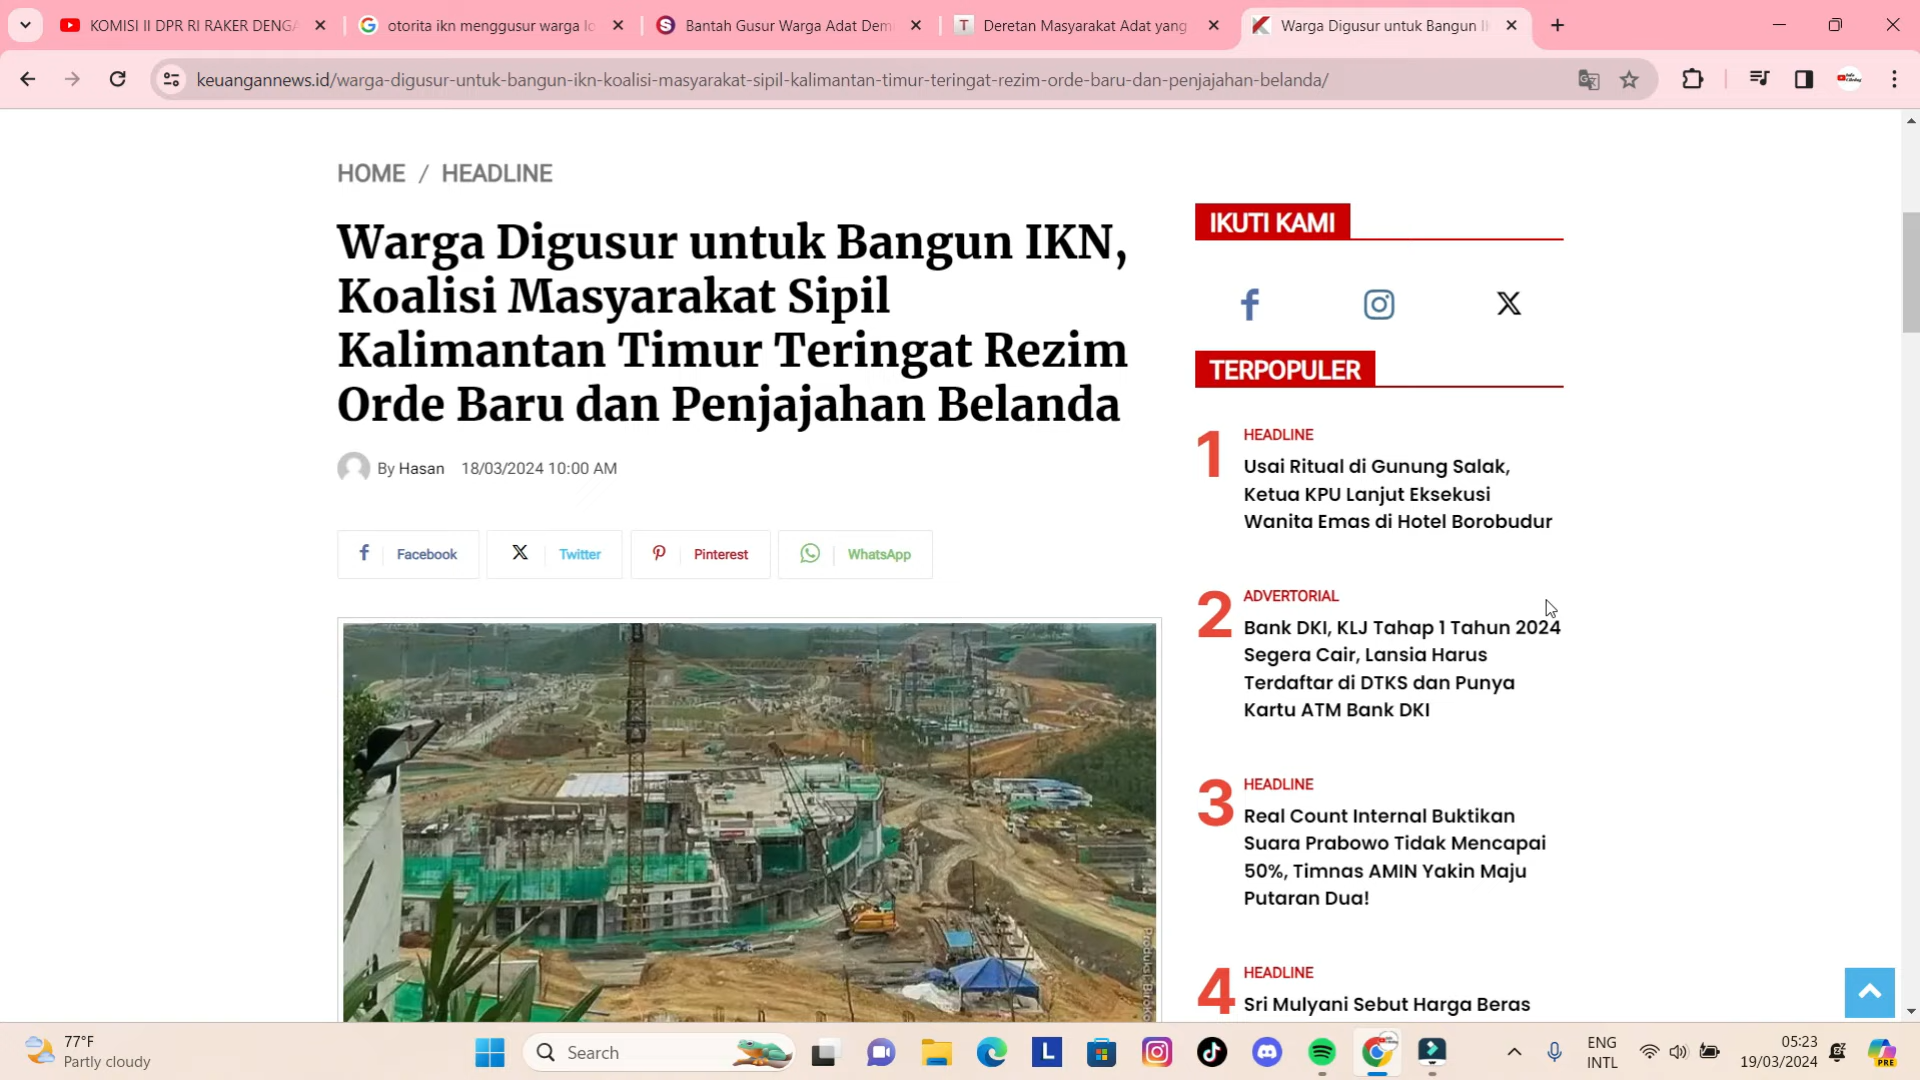 KOMISI II DPR RI RAKER DENGA
otorita ikn menggusur warga lo
Bantah Gusur Warga Adat Dem
Deretan Masyarakat Adat yang
Warga Digusur untuk Bangun I
keuangannews.id/warga-digusur-untuk-bangun-ikn-koalisi-masyarakat-sipil-kalimantan-timur-teringat-rezim-orde-baru-dan-penjajahan-belanda/
HOME / HEADLINE
Warga Digusur untuk Bangun IKN,
Koalisi Masyarakat Sipil
Kalimantan Timur Teringat Rezim
Orde Baru dan Penjajahan Belanda
By Hasan 18/03/2024 10:00 AM
Facebook
Twitter
Pinterest
WhatsApp
IKUTI KAMI
TERPOPULER
1
HEADLINE
Usai Ritual di Gunung Salak,
Ketua KPU Lanjut Eksekusi
Wanita Emas di Hotel Borobudur
2
ADVERTORIAL
Bank DKI, KLJ Tahap 1 Tahun 2024
Segera Cair, Lansia Harus
Terdaftar di DTKS dan Punya
Kartu ATM Bank DKI
3
HEADLINE
Real Count Internal Buktikan
Suara Prabowo Tidak Mencapai
50%, Timnas AMIN Yakin Maju
Putaran Dua!
4
HEADLINE
Sri Mulyani Sebut Harga Beras
77°F
Partly cloudy
Search
ENG
INTL
05:23
19/03/2024
PRE